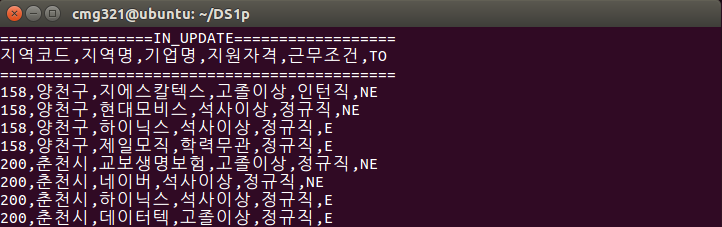 cmg321@ubuntu: ~/DS1p
=================IN_UPDATE==================
지역코드,지역명,기업명,지원자격,근무조건,TO
============================================
158,양천구,지에스칼텍스,고졸이상,인턴직,NE
158,양천구,현대모비스,석사이상,정규직,NE
158,양천구,하이닉스,석사이상,정규직,E
158,양천구,제일모직,학력무관,정규직,E
200,춘천시,교보생명보험,고졸이상,정규직,NE
200,춘천시,네이버,석사이상,정규직,NE
200,춘천시,하이닉스,석사이상,정규직,E
200,춘천시,데이터텍,고졸이상,정규직,E